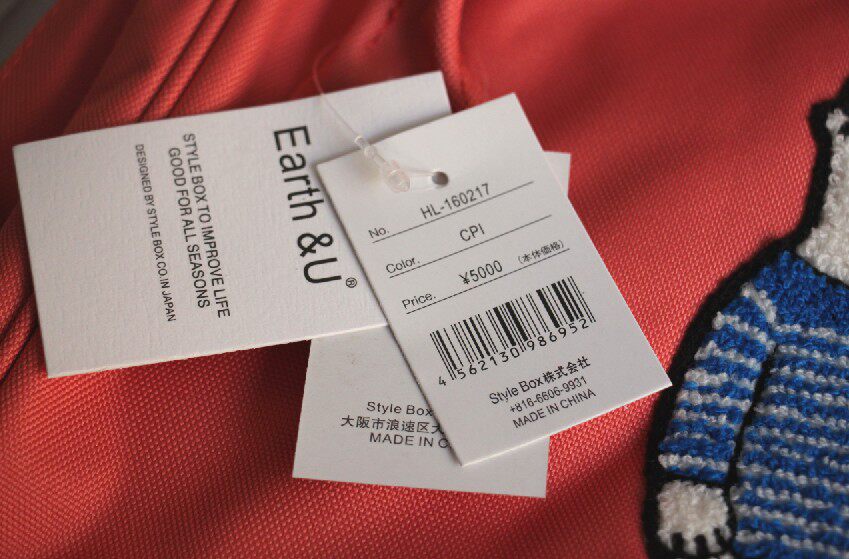 Earth &U®
STYLE BOX TO IMPROVE LIFE
GOOD FOR ALL SEASONS
DESIGNED BY STYLE BOX CO.IN JAPAN
No. HL-160217
Color. CPI
Price. ¥5000 (本体価格)
4 562130 986952
Style Box株式会社
+816-6606-9931
MADE IN CHINA
Style Box
大阪市浪速区大
MADE IN C